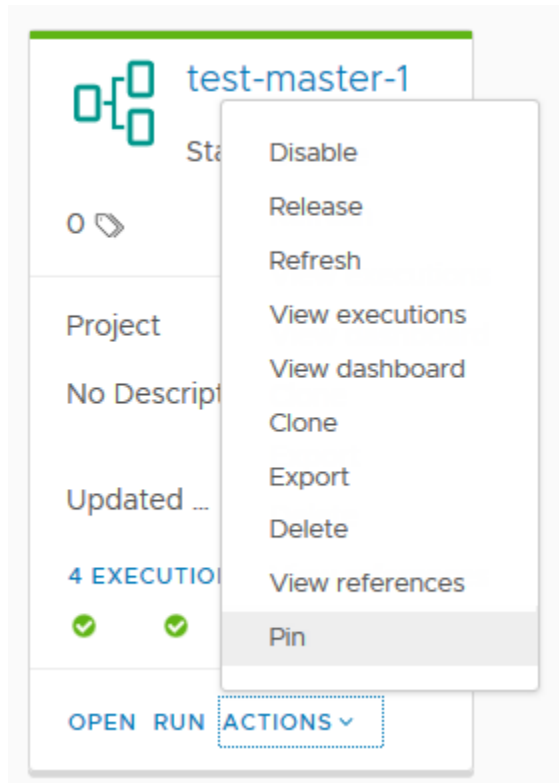 test-master-1
Sta
0
Project
No Descript
Updated ...
4 EXECUTIO
OPEN RUN ACTIONS
Disable
Release
Refresh
View executions
View dashboard
Clone
Export
Delete
View references
Pin